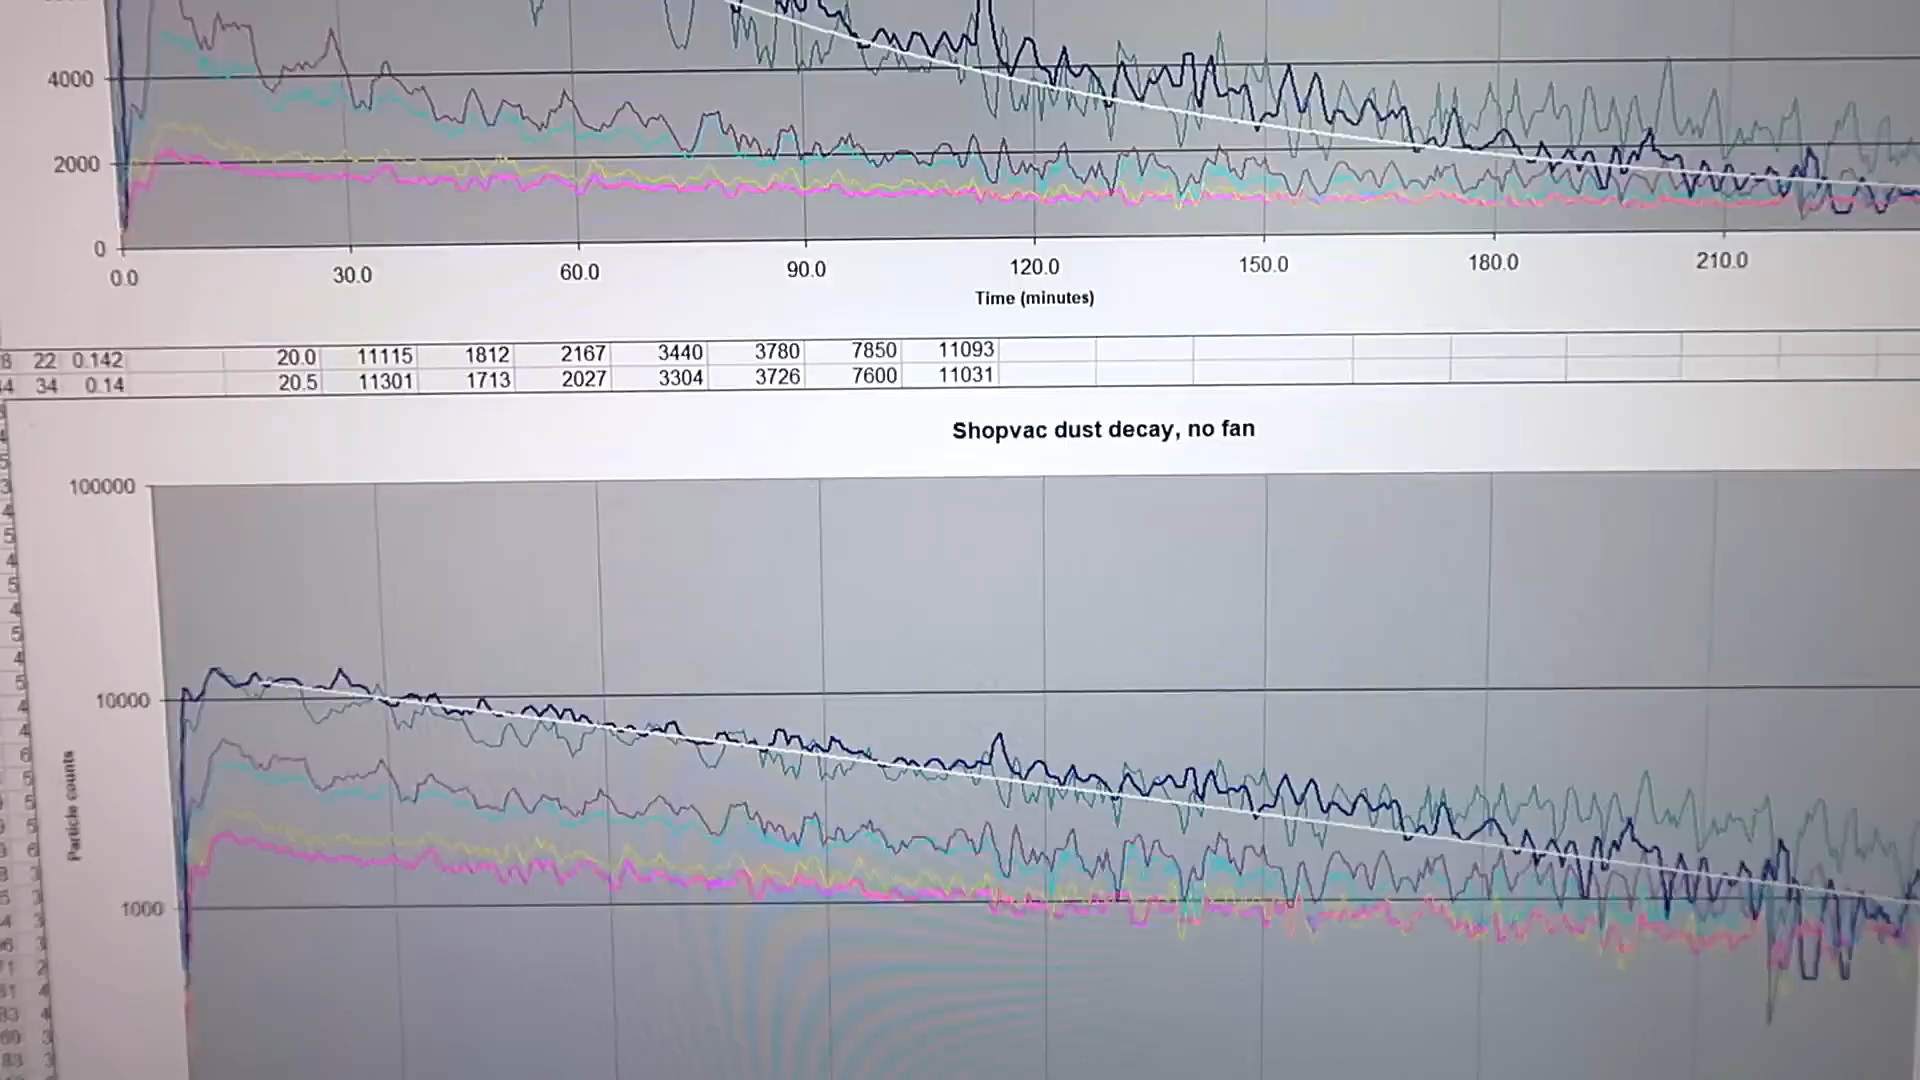 4000
2000
0
0.0 30.0 60.0 90.0 120.0 150.0 180.0 210.0
Time (minutes)
8 22 0.142 20.0 11115 1812 2167 3440 3780 7850 11093
34 0.14 20.5 11301 1713 2027 3304 3726 7600 11031
Shopvac dust decay, no fan
100000
10000
Particle counts
1000